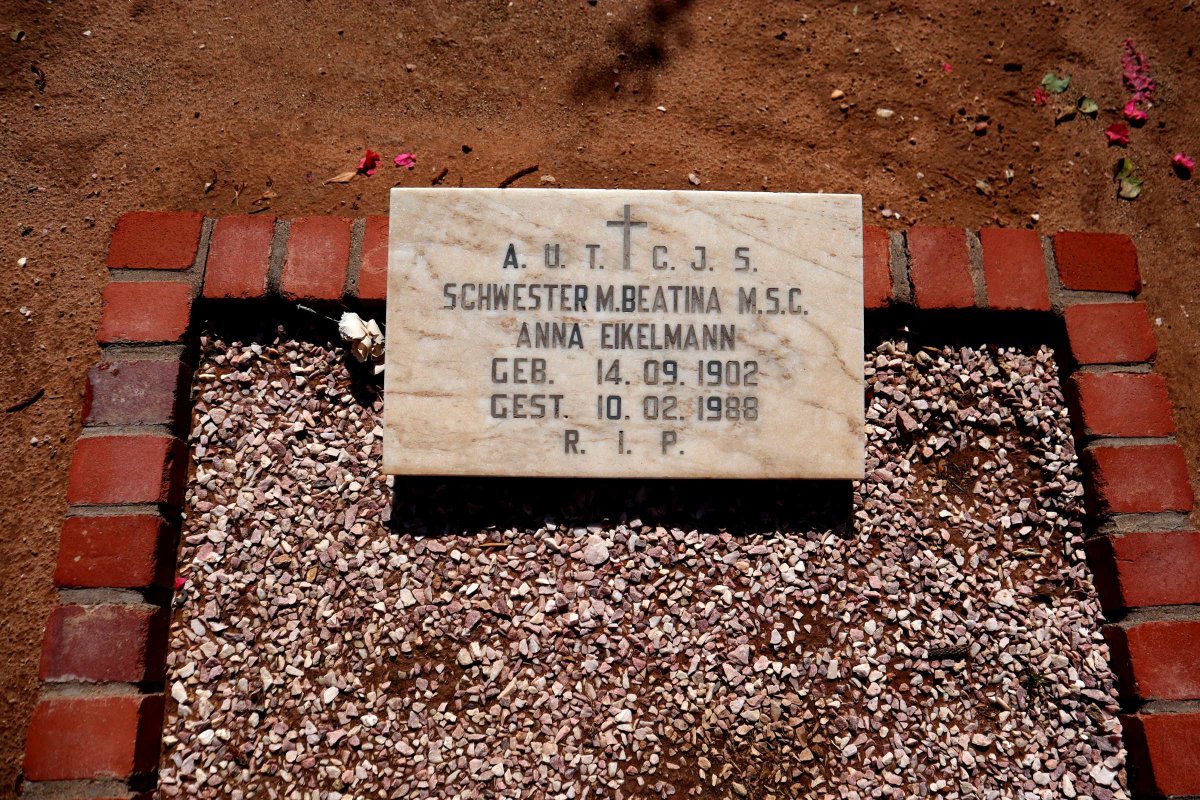 A. U. T. C. J. S.
SCHWESTER M. BEATINA M.S.C.
ANNA EIKELMANN
GEB. 14. 09. 1902
GEST. 10. 02. 1988
R. I. P.